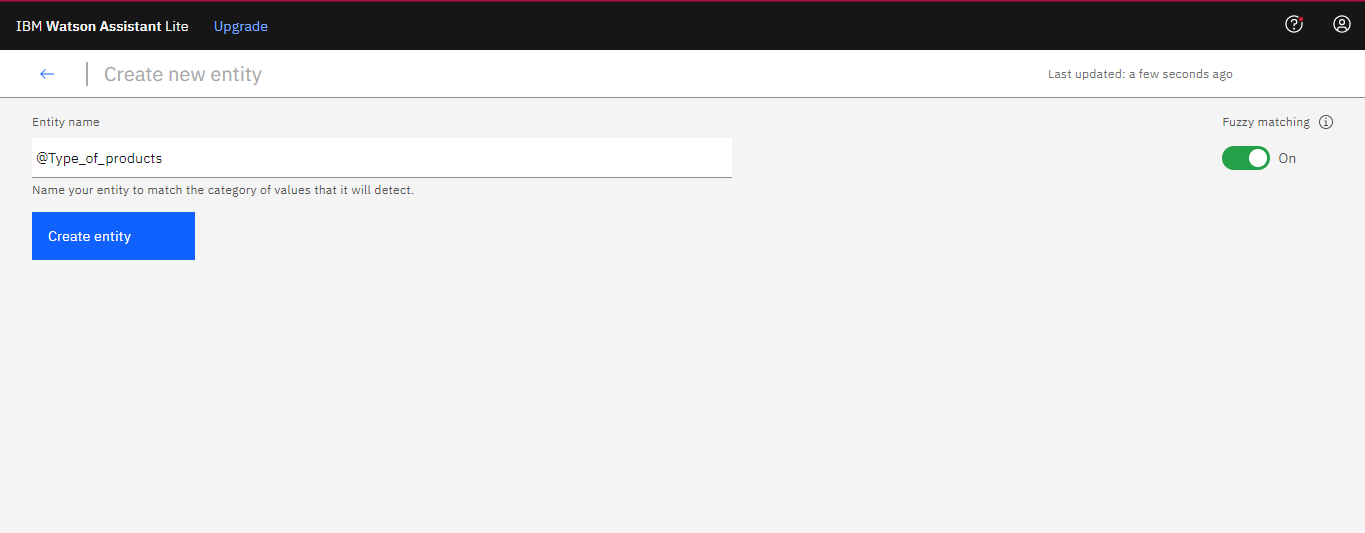 IBM Watson Assistant Lite Upgrade
Create new entity
Last updated: a few seconds ago
Entity name
Fuzzy matching
@Type_of_products
On
Name your entity to match the category of values that it will detect.
Create entity